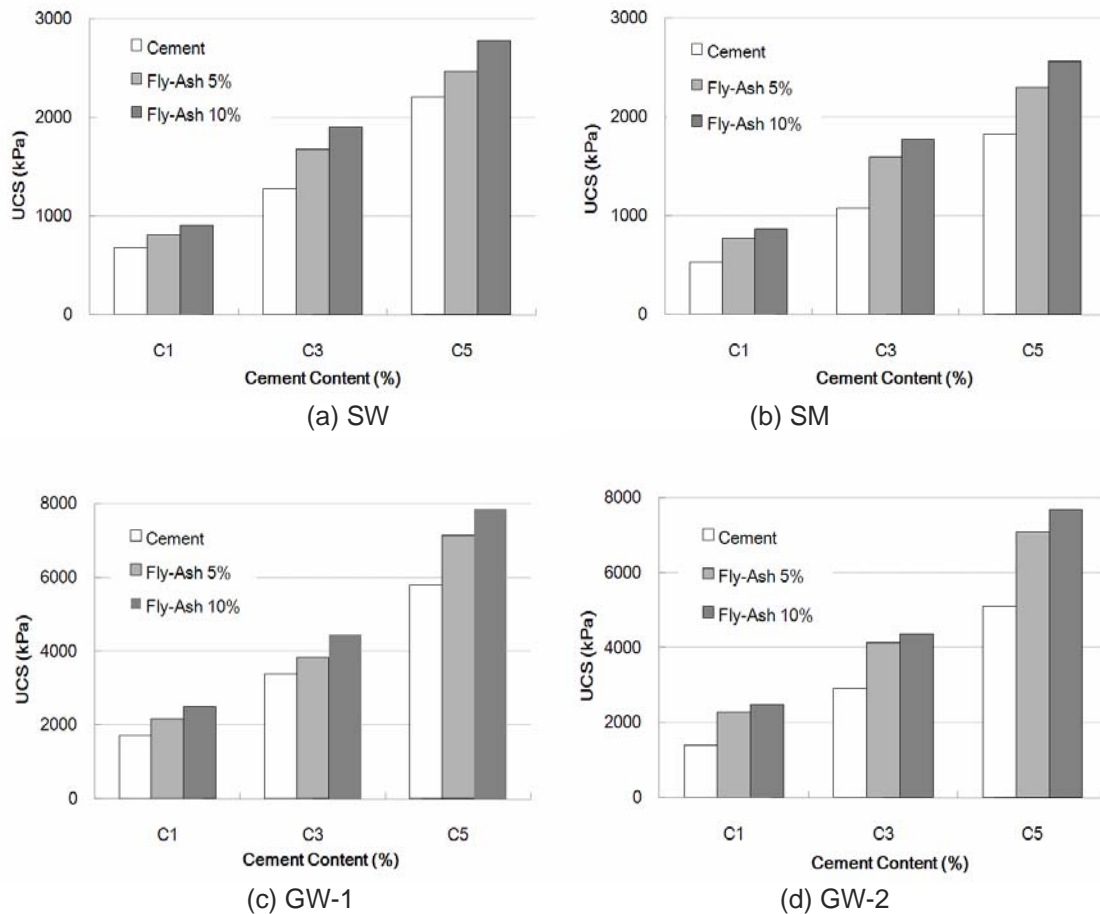 3000
2000
1000
0
UCS (kPa)
Cement
Fly-Ash 5%
Fly-Ash 10%
C1 C3 C5
Cement Content (%)
(a) SW
3000
2000
1000
0
UCS (kPa)
Cement
Fly-Ash 5%
Fly-Ash 10%
C1 C3 C5
Cement Content (%)
(b) SM
8000
6000
4000
2000
0
UCS (kPa)
Cement
Fly-Ash 5%
Fly-Ash 10%
C1 C3 C5
Cement Content (%)
(c) GW-1
8000
6000
4000
2000
0
UCS (kPa)
Cement
Fly-Ash 5%
Fly-Ash 10%
C1 C3 C5
Cement Content (%)
(d) GW-2